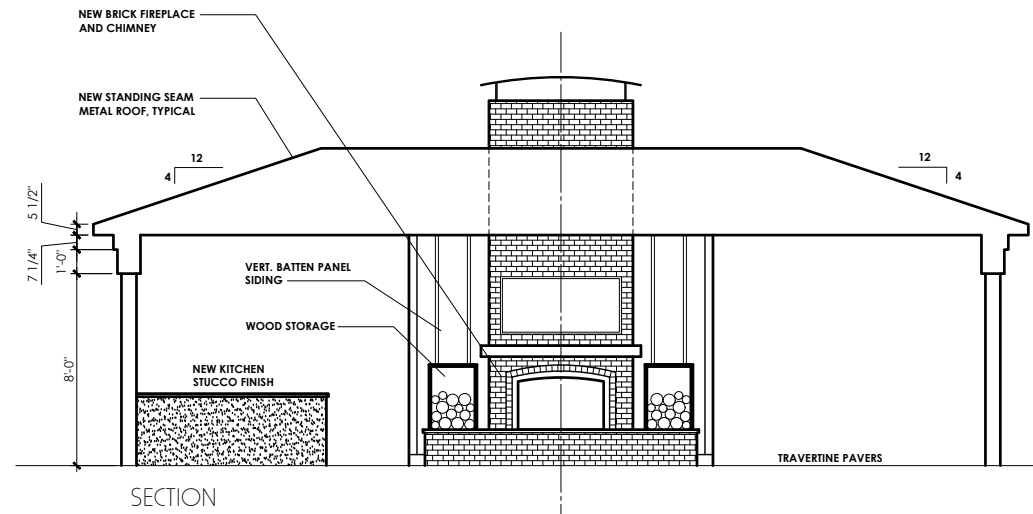 NEW BRICK FIREPLACE
AND CHIMNEY
NEW STANDING SEAM
METAL ROOF, TYPICAL
12
4
12
4
5 1/2"
7 1/4"
1'-0"
8'-0"
VERT. BATTEN PANEL
SIDING
WOOD STORAGE
NEW KITCHEN
STUCCO FINISH
TRAVERTINE PAVERS
SECTION